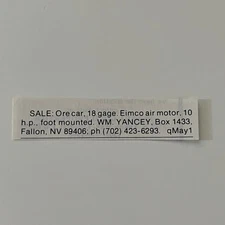 SALE: Ore car, 18 gage. Eimco air motor, 10
h.p., foot mounted. WM. YANCEY, Box 1433,
Fallon, NV 89406; ph (702) 423-6293. qMay1